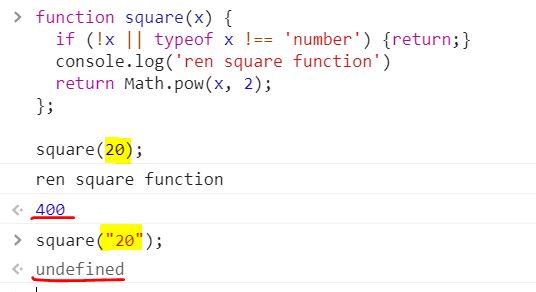 > function square(x) {
if (!x || typeof x !== 'number') {return;}
console.log('ren square function')
return Math.pow(x, 2);
};
square(20);
ren square function
400
> square("20");
undefined